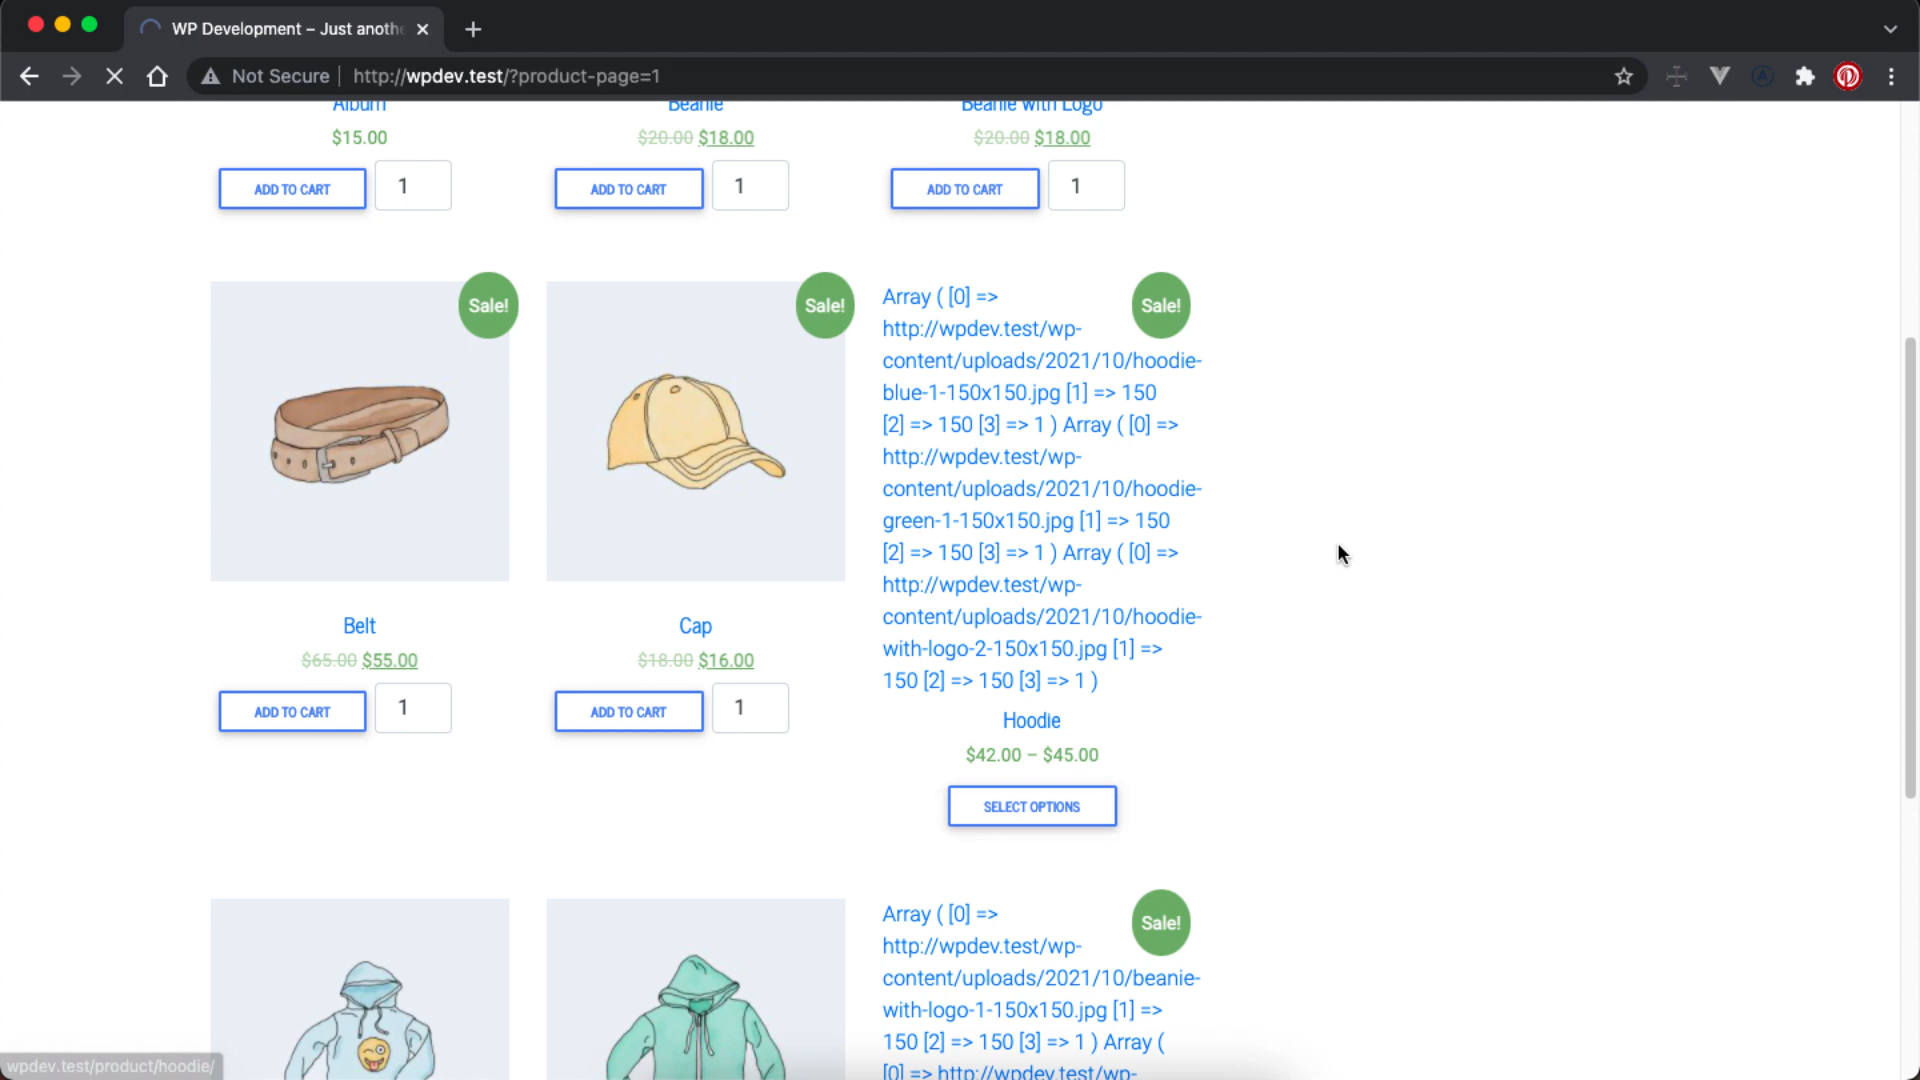 WP Development – Just anothe
Not Secure
http://wpdev.test/?product-page=1
Album
Beanie
Beanie with Logo
$15.00
$20.00 $18.00
$20.00 $18.00
ADD TO CART
1
ADD TO CART
1
ADD TO CART
1
Sale!
Sale!
Sale!
Array ( [0] =>
http://wpdev.test/wp-
content/uploads/2021/10/hoodie-
blue-1-150x150.jpg [1] => 150
[2] => 150 [3] => 1 ) Array ( [0] =>
http://wpdev.test/wp-
content/uploads/2021/10/hoodie-
green-1-150x150.jpg [1] => 150
[2] => 150 [3] => 1 ) Array ( [0] =>
http://wpdev.test/wp-
content/uploads/2021/10/hoodie-
with-logo-2-150x150.jpg [1] =>
150 [2] => 150 [3] => 1 )
Belt
Cap
Hoodie
$65.00 $55.00
$18.00 $16.00
$42.00 – $45.00
ADD TO CART
1
ADD TO CART
1
SELECT OPTIONS
Sale!
Array ( [0] =>
http://wpdev.test/wp-
content/uploads/2021/10/beanie-
with-logo-1-150x150.jpg [1] =>
150 [2] => 150 [3] => 1 ) Array (
[0] => http://wpdev.test/wp-
wpdev.test/product/hoodie/